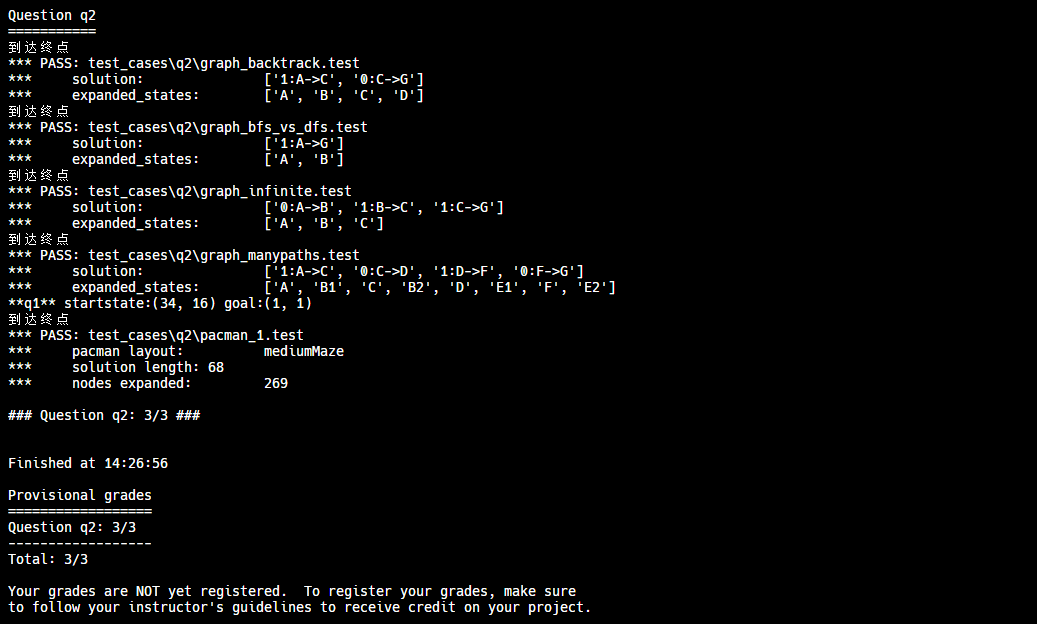 Question q2
===========
到达终点
*** PASS: test_cases\q2\graph_backtrack.test
***     solution:               ['1:A->C', '0:C->G']
***     expanded_states:        ['A', 'B', 'C', 'D']
到达终点
*** PASS: test_cases\q2\graph_bfs_vs_dfs.test
***     solution:               ['1:A->G']
***     expanded_states:        ['A', 'B']
到达终点
*** PASS: test_cases\q2\graph_infinite.test
***     solution:               ['0:A->B', '1:B->C', '1:C->G']
***     expanded_states:        ['A', 'B', 'C']
到达终点
*** PASS: test_cases\q2\graph_manypaths.test
***     solution:               ['1:A->C', '0:C->D', '1:D->F', '0:F->G']
***     expanded_states:        ['A', 'B1', 'C', 'B2', 'D', 'E1', 'F', 'E2']
**q1** startstate:(34, 16) goal:(1, 1)
到达终点
*** PASS: test_cases\q2\pacman_1.test
***     pacman layout:          mediumMaze
***     solution length: 68
***     nodes expanded:         269
### Question q2: 3/3 ###
Finished at 14:26:56
Provisional grades
==================
Question q2: 3/3
------------------
Total: 3/3
Your grades are NOT yet registered.  To register your grades, make sure
to follow your instructor's guidelines to receive credit on your project.